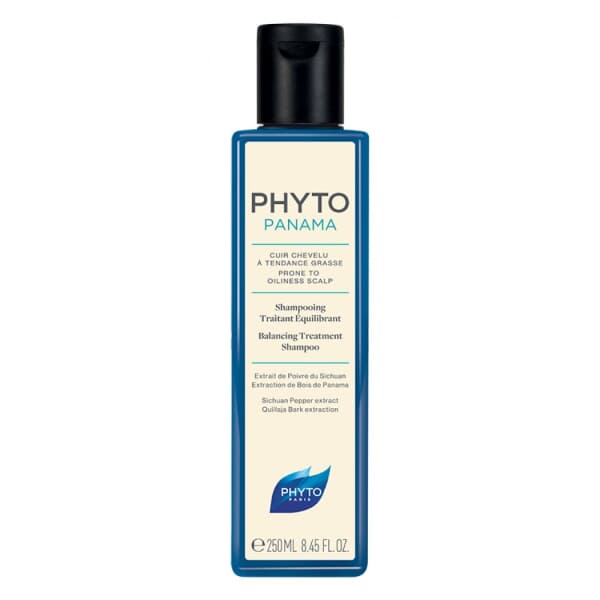 PHYTO
PANAMA
CUIR CHEVELU
À TENDANCE GRASSE
PRONE TO
OILINESS SCALP
Shampooing
Traitant Équilibrant
Balancing Treatment
Shampoo
Extrait de Poivre du Sichuan
Extraction de Bois de Panama
Sichuan Pepper extract
Quillaja Bark extraction
PHYTO
PARIS
℮250ML 8.45 FL.OZ.